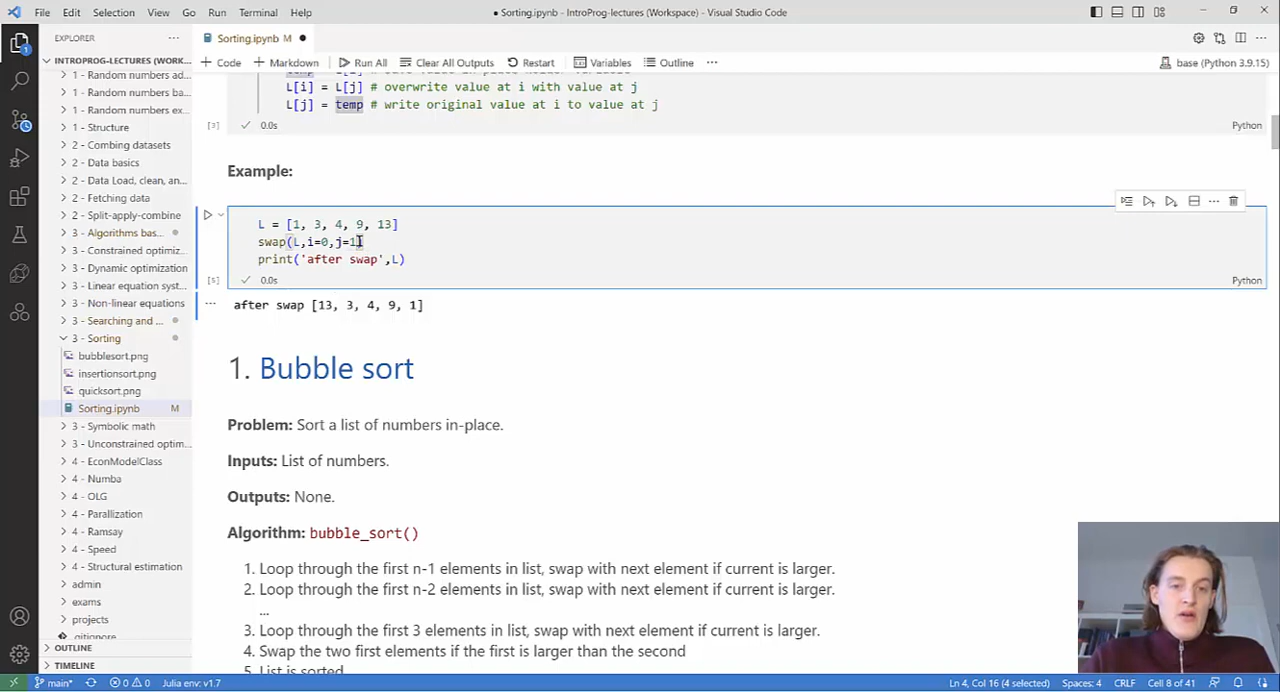 File Edit Selection View Go Run Terminal Help
● Sorting.ipynb - IntroProg-lectures (Workspace) - Visual Studio Code
EXPLORER
INTROPROG-LECTURES (WORK...
1 - Random numbers ad...
1 - Random numbers ba...
1 - Random numbers ex...
1 - Structure
2 - Combing datasets
2 - Data basics
2 - Data Load, clean, an...
2 - Fetching data
2 - Split-apply-combine
3 - Algorithms bas...
3 - Constrained optimiz...
3 - Dynamic optimization
3 - Linear equation syst...
3 - Non-linear equations
3 - Searching and ...
3 - Sorting
bubblesort.png
insertionsort.png
quicksort.png
Sorting.ipynb M
3 - Symbolic math
3 - Unconstrained optim...
4 - EconModelClass
4 - Numba
4 - OLG
4 - Parallization
4 - Ramsay
4 - Speed
4 - Structural estimation
admin
exams
projects
.gitignore
OUTLINE
TIMELINE
Sorting.ipynb M ●
+ Code + Markdown Run All Clear All Outputs Restart Variables Outline ... base (Python 3.9.15)
L[i] = L[j] # overwrite value at i with value at j
L[j] = temp # write original value at i to value at j
[3] ✓ 0.0s Python
Example:
L = [1, 3, 4, 9, 13]
swap(L,i=0,j=1
print('after swap',L)
[5] ✓ 0.0s Python
... after swap [13, 3, 4, 9, 1]
1. Bubble sort
Problem: Sort a list of numbers in-place.
Inputs: List of numbers.
Outputs: None.
Algorithm: bubble_sort()
1. Loop through the first n-1 elements in list, swap with next element if current is larger.
2. Loop through the first n-2 elements in list, swap with next element if current is larger.
...
3. Loop through the first 3 elements in list, swap with next element if current is larger.
4. Swap the two first elements if the first is larger than the second
5. List is sorted
main* 0 0 Julia env: v1.7 Ln 4, Col 16 (4 selected) Spaces: 4 CRLF Cell 8 of 41